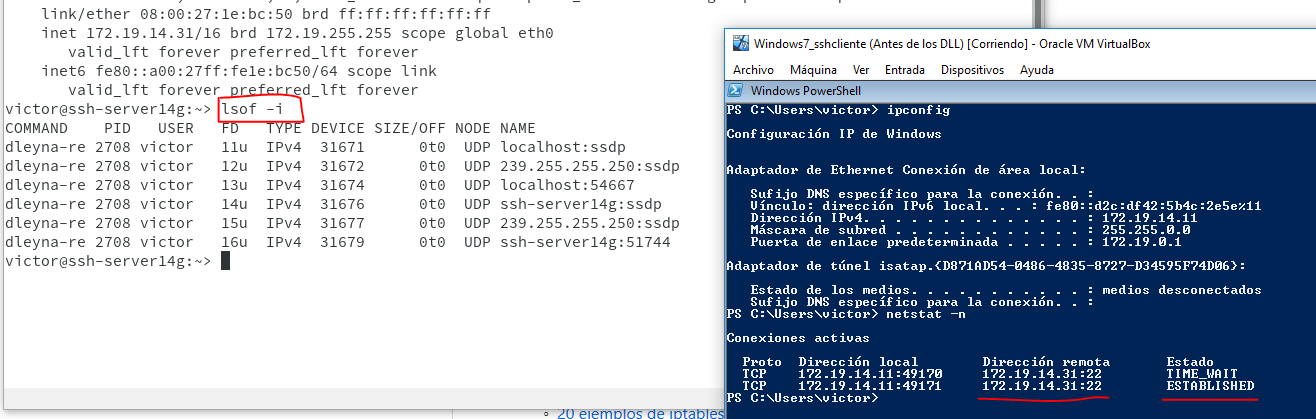 link/ether 08:00:27:1e:bc:50 brd ff:ff:ff:ff:ff:ff
inet 172.19.14.31/16 brd 172.19.255.255 scope global eth0
valid_lft forever preferred_lft forever
inet6 fe80::a00:27ff:fe1e:bc50/64 scope link
valid_lft forever preferred_lft forever
victor@ssh-server14g:~> lsof -i
COMMAND PID USER FD TYPE DEVICE SIZE/OFF NODE NAME
dleyna-re 2708 victor 11u IPv4 31671 0t0 UDP localhost:ssdp
dleyna-re 2708 victor 12u IPv4 31672 0t0 UDP 239.255.255.250:ssdp
dleyna-re 2708 victor 13u IPv4 31674 0t0 UDP localhost:54667
dleyna-re 2708 victor 14u IPv4 31676 0t0 UDP ssh-server14g:ssdp
dleyna-re 2708 victor 15u IPv4 31677 0t0 UDP 239.255.255.250:ssdp
dleyna-re 2708 victor 16u IPv4 31679 0t0 UDP ssh-server14g:51744
victor@ssh-server14g:~>
Windows7_sshcliente (Antes de los DLL) [Corriendo] - Oracle VM VirtualBox
Archivo Máquina Ver Entrada Dispositivos Ayuda
Windows PowerShell
PS C:\Users\victor> ipconfig
Configuración IP de Windows
Adaptador de Ethernet Conexión de área local:
Sufijo DNS específico para la conexión. . :
Vínculo: dirección IPv6 local. . . : fe80::d2c:df42:5b4c:2e5e%11
Dirección IPv4. . . . . . . . . . . . . . : 172.19.14.11
Máscara de subred . . . . . . . . . . . . : 255.255.0.0
Puerta de enlace predeterminada . . . . . : 172.19.0.1
Adaptador de túnel isatap.{D871AD54-0486-4835-8727-D34595F74D06}:
Estado de los medios. . . . . . . . . . . : medios desconectados
Sufijo DNS específico para la conexión. . :
PS C:\Users\victor> netstat -n
Conexiones activas
Proto Dirección local Dirección remota Estado
TCP 172.19.14.11:49170 172.19.14.31:22 TIME_WAIT
TCP 172.19.14.11:49171 172.19.14.31:22 ESTABLISHED
PS C:\Users\victor>
20 ejemplos de iptables